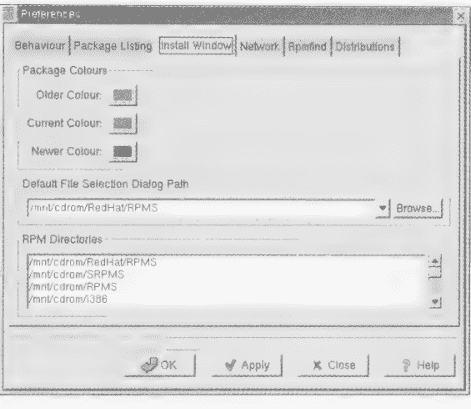 Preferences
Behaviour Package Listing Install Window Network Rpmfind Distributions
Package Colours
Older Colour:
Current Colour:
Newer Colour:
Default File Selection Dialog Path
/mnt/cdrom/RedHat/RPMS Browse...
RPM Directories
/mnt/cdrom/RedHat/RPMS
/mnt/cdrom/SRPMS
/mnt/cdrom/RPMS
/mnt/cdrom/i386
OK Apply Close Help